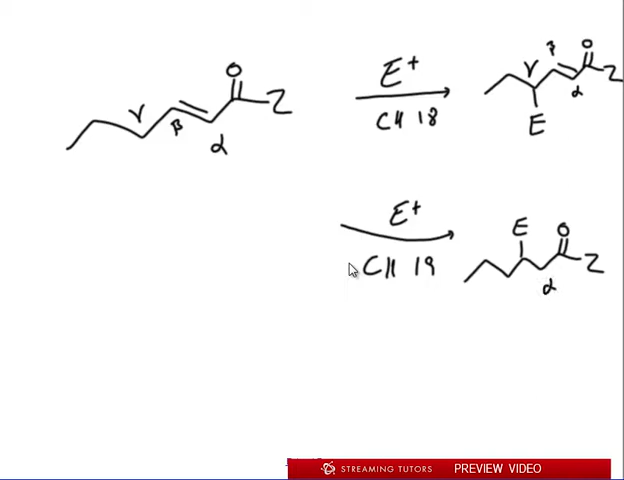 O
Z
γ
β
α
E+
CH 18
O
Z
γ
β
α
E
E+
CH 19
E
O
Z
α
STREAMING TUTORS PREVIEW VIDEO